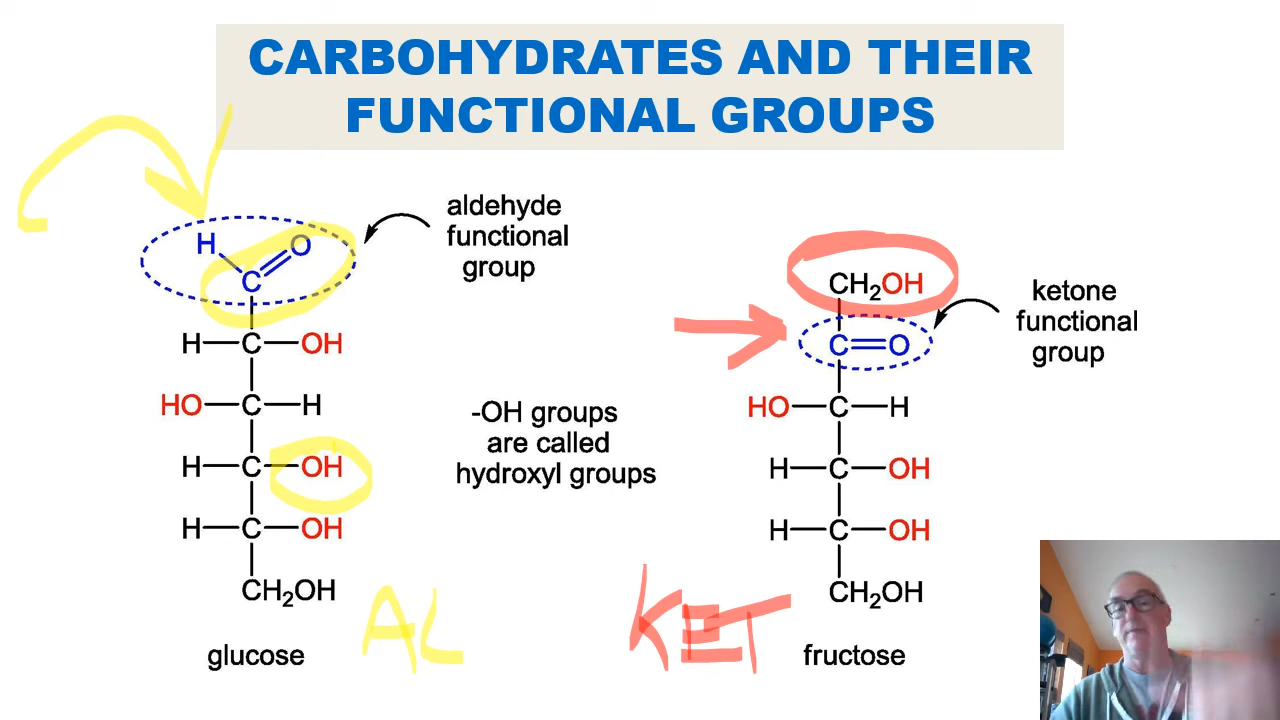 CARBOHYDRATES AND THEIR
FUNCTIONAL GROUPS
aldehyde
functional
group
H O
C
H C OH
HO C H
H C OH
H C OH
CH₂OH
glucose
AL
-OH groups
are called
hydroxyl groups
CH₂OH
C=O
HO C H
H C OH
H C OH
CH₂OH
KET
fructose
ketone
functional
group